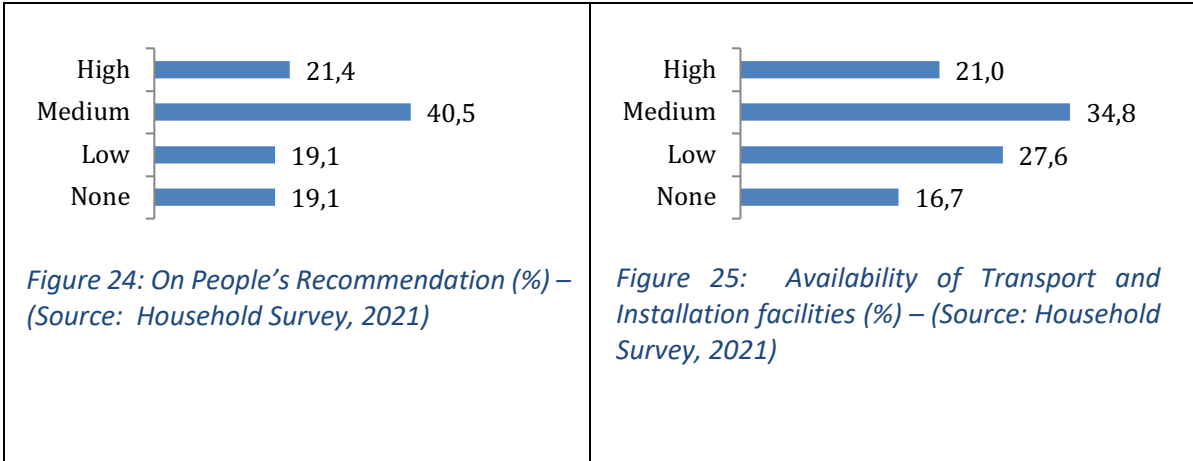 High
21,4
Medium
40,5
Low
19,1
None
19,1
Figure 24: On People’s Recommendation (%) –
(Source: Household Survey, 2021)
High
21,0
Medium
34,8
Low
27,6
None
16,7
Figure 25: Availability of Transport and
Installation facilities (%) – (Source: Household
Survey, 2021)